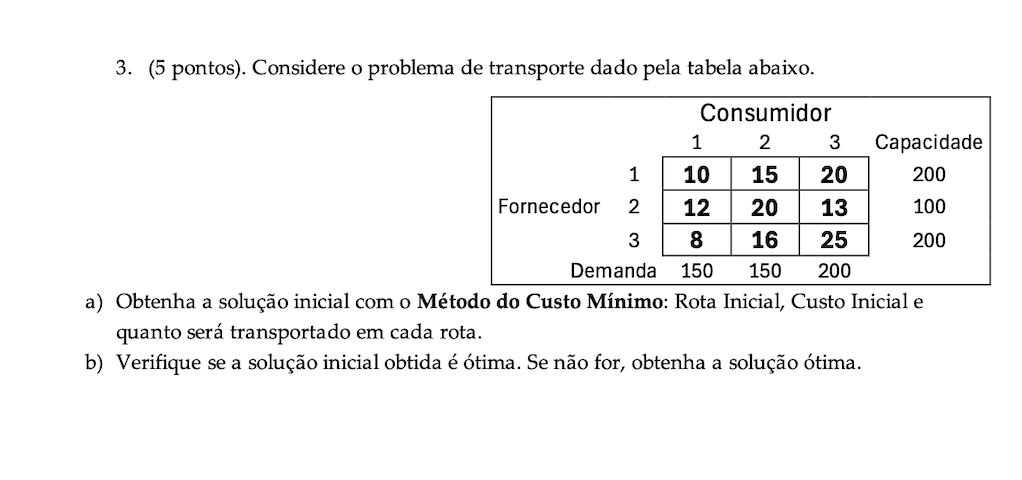 3. (5 pontos). Considere o problema de transporte dado pela tabela abaixo.
Consumidor
1 2 3 Capacidade
1 10 15 20 200
Fornecedor 2 12 20 13 100
3 8 16 25 200
Demanda 150 150 200
a) Obtenha a solução inicial com o Método do Custo Mínimo: Rota Inicial, Custo Inicial e
quanto será transportado em cada rota.
b) Verifique se a solução inicial obtida é ótima. Se não for, obtenha a solução ótima.